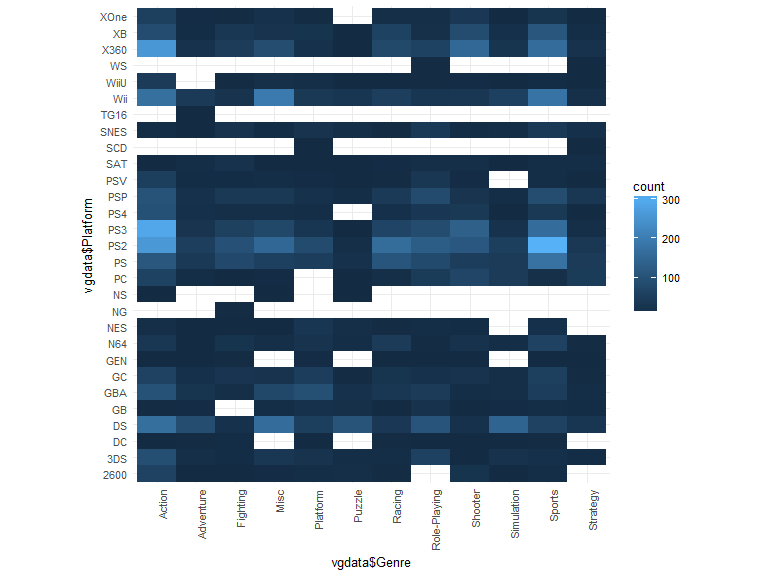 XOne
XB
X360
WS
WiiU
Wii
TG16
SNES
SCD
SAT
PSV
PSP
PS4
PS3
PS2
PS
PC
NS
NG
NES
N64
GEN
GC
GBA
GB
DS
DC
3DS
2600
vgdata$Platform
Action
Adventure
Fighting
Misc
Platform
Puzzle
Racing
Role-Playing
Shooter
Simulation
Sports
Strategy
vgdata$Genre
count
300
200
100